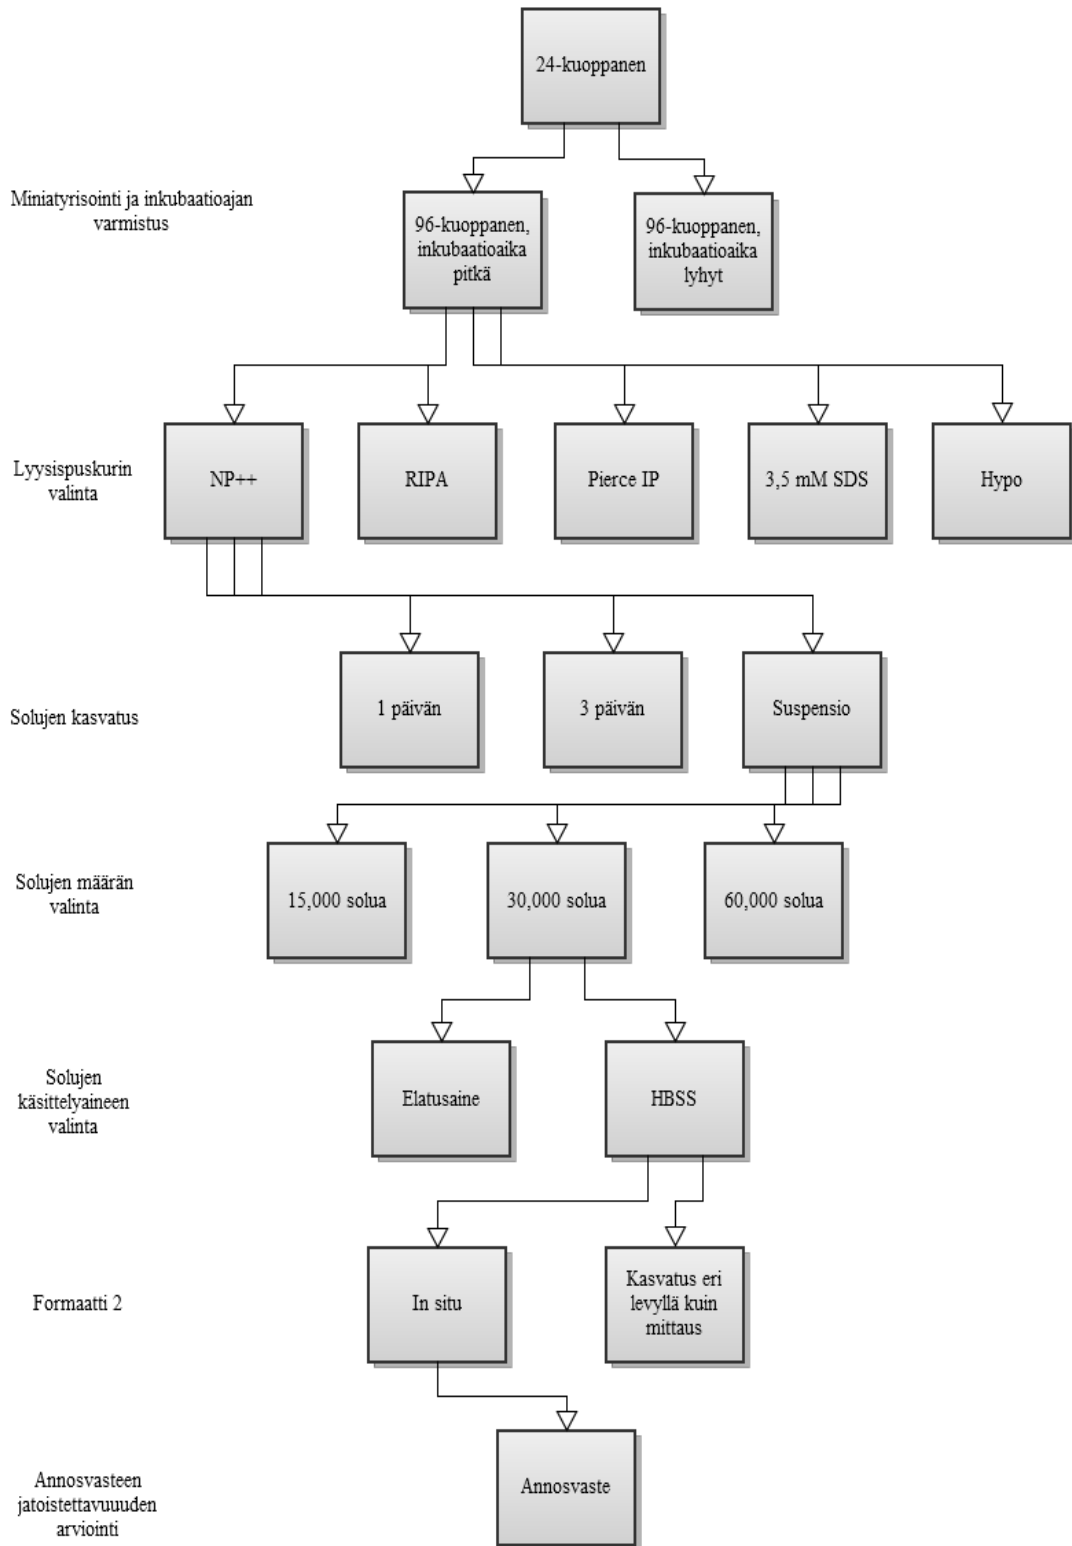 24-kuoppanen
Miniatyrisointi ja inkubaatioajan
varmistus
96-kuoppanen,
inkubaatioaika
pitkä
96-kuoppanen,
inkubaatioaika
lyhyt
Lyysispuskurin
valinta
NP++
RIPA
Pierce IP
3,5 mM SDS
Hypo
Solujen kasvatus
1 päivän
3 päivän
Suspensio
Solujen määrän
valinta
15,000 solua
30,000 solua
60,000 solua
Solujen
käsittelyaineen
valinta
Elatusaine
HBSS
Formaatti 2
In situ
Kasvatus eri
levyllä kuin
mittaus
Annosvasteen
jatoistettavuuuden
arviointi
Annosvaste